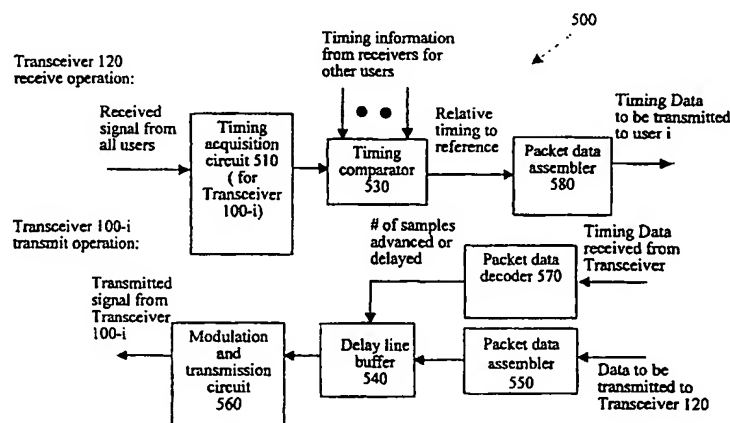 500
Transceiver 120
receive operation:
Timing information
from receivers for
other users
Received
signal from
all users
Timing
acquisition
circuit 510
( for
Transceiver
100-i)
Timing
comparator
530
Relative
timing to
reference
Packet data
assembler
580
Timing Data
to be transmitted
to user i
Transceiver 100-i
transmit operation:
# of samples
advanced or
delayed
Packet data
decoder 570
Timing Data
received from
Transceiver
Transmitted
signal from
Transceiver
100-i
Modulation
and
transmission
circuit
560
Delay line
buffer
540
Packet data
assembler
550
Data to be
transmitted to
Transceiver 120